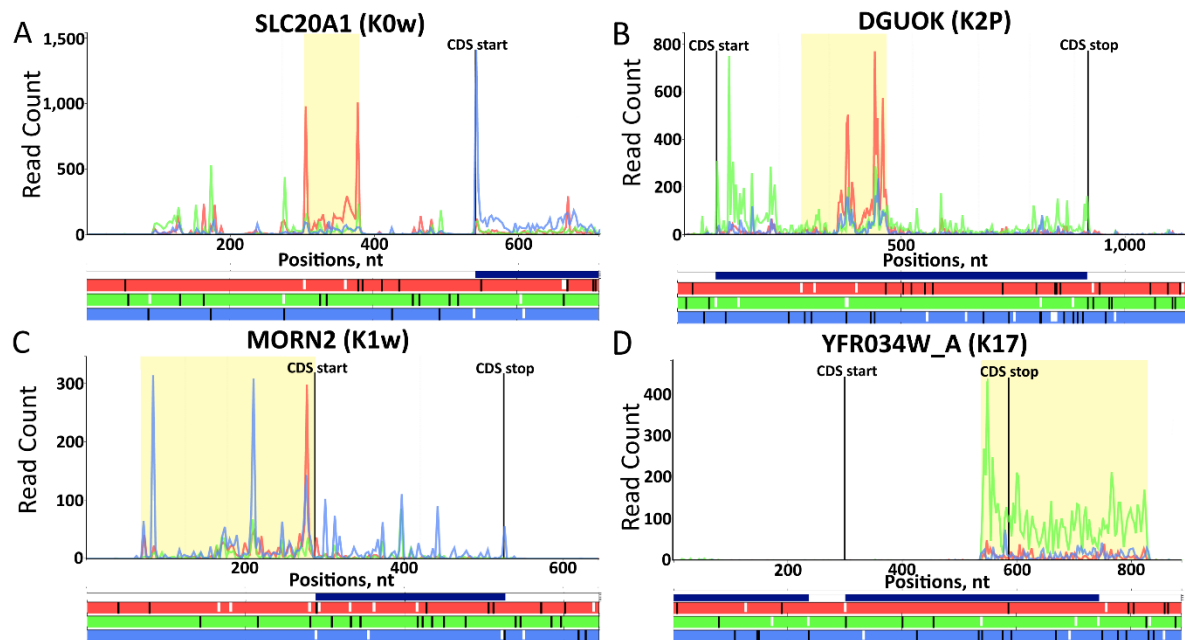 A
SLC20A1 (K0w)
1,500
1,000
500
0
Read Count
CDS start
200
400
600
Positions, nt
B
DGUOK (K2P)
800
600
400
200
0
Read Count
CDS start
CDS stop
500
1,000
Positions, nt
C
MORN2 (K1w)
300
200
100
0
Read Count
CDS start
CDS stop
200
400
600
Positions, nt
D
YFR034W_A (K17)
400
300
200
100
0
Read Count
CDS start
CDS stop
200
400
600
800
Positions, nt